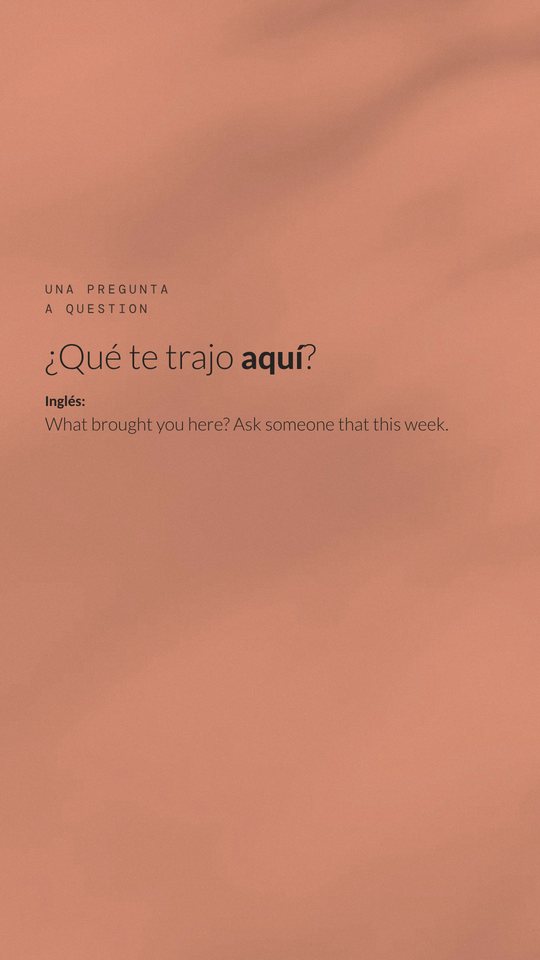 UNA PREGUNTA
A QUESTION
¿Qué te trajo aquí?
Inglés:
What brought you here? Ask someone that this week.